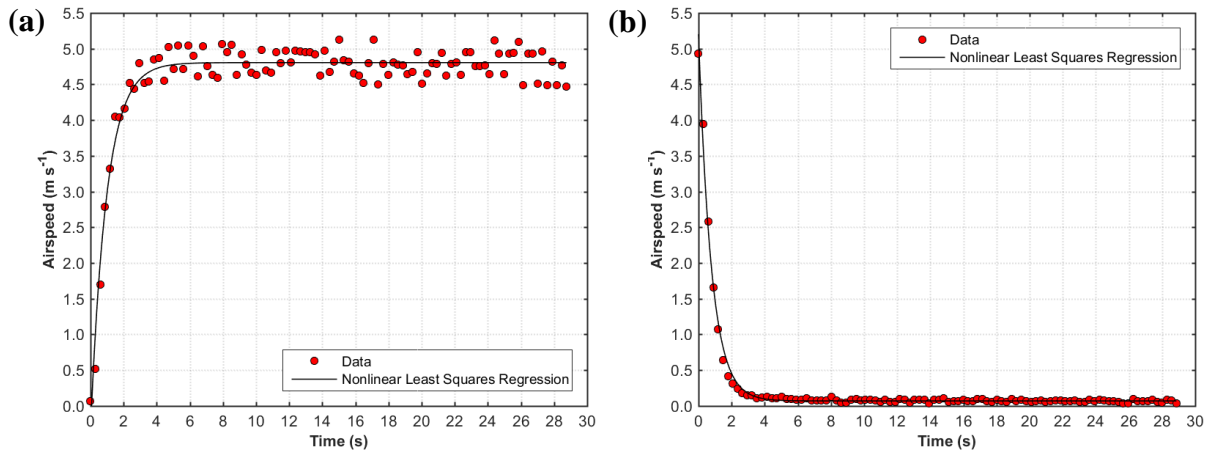 (a)
5.5
5.0
4.5
4.0
3.5
3.0
2.5
2.0
1.5
1.0
0.5
0.0
Airspeed (m s⁻¹)
Data
Nonlinear Least Squares Regression
0 2 4 6 8 10 12 14 16 18 20 22 24 26 28 30
Time (s)
(b)
5.5
5.0
4.5
4.0
3.5
3.0
2.5
2.0
1.5
1.0
0.5
0.0
Airspeed (m s⁻¹)
Data
Nonlinear Least Squares Regression
0 2 4 6 8 10 12 14 16 18 20 22 24 26 28 30
Time (s)